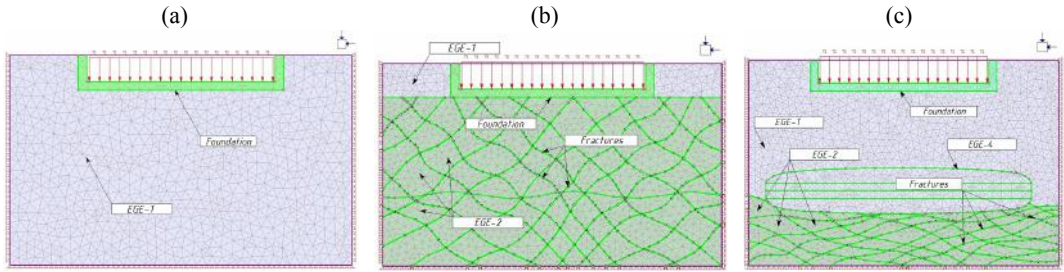 (a)
(b)
(c)
Foundation
EGE-1
EGE-1
Foundation
Fractures
EGE-2
Foundation
EGE-1
EGE-2
EGE-4
Fractures